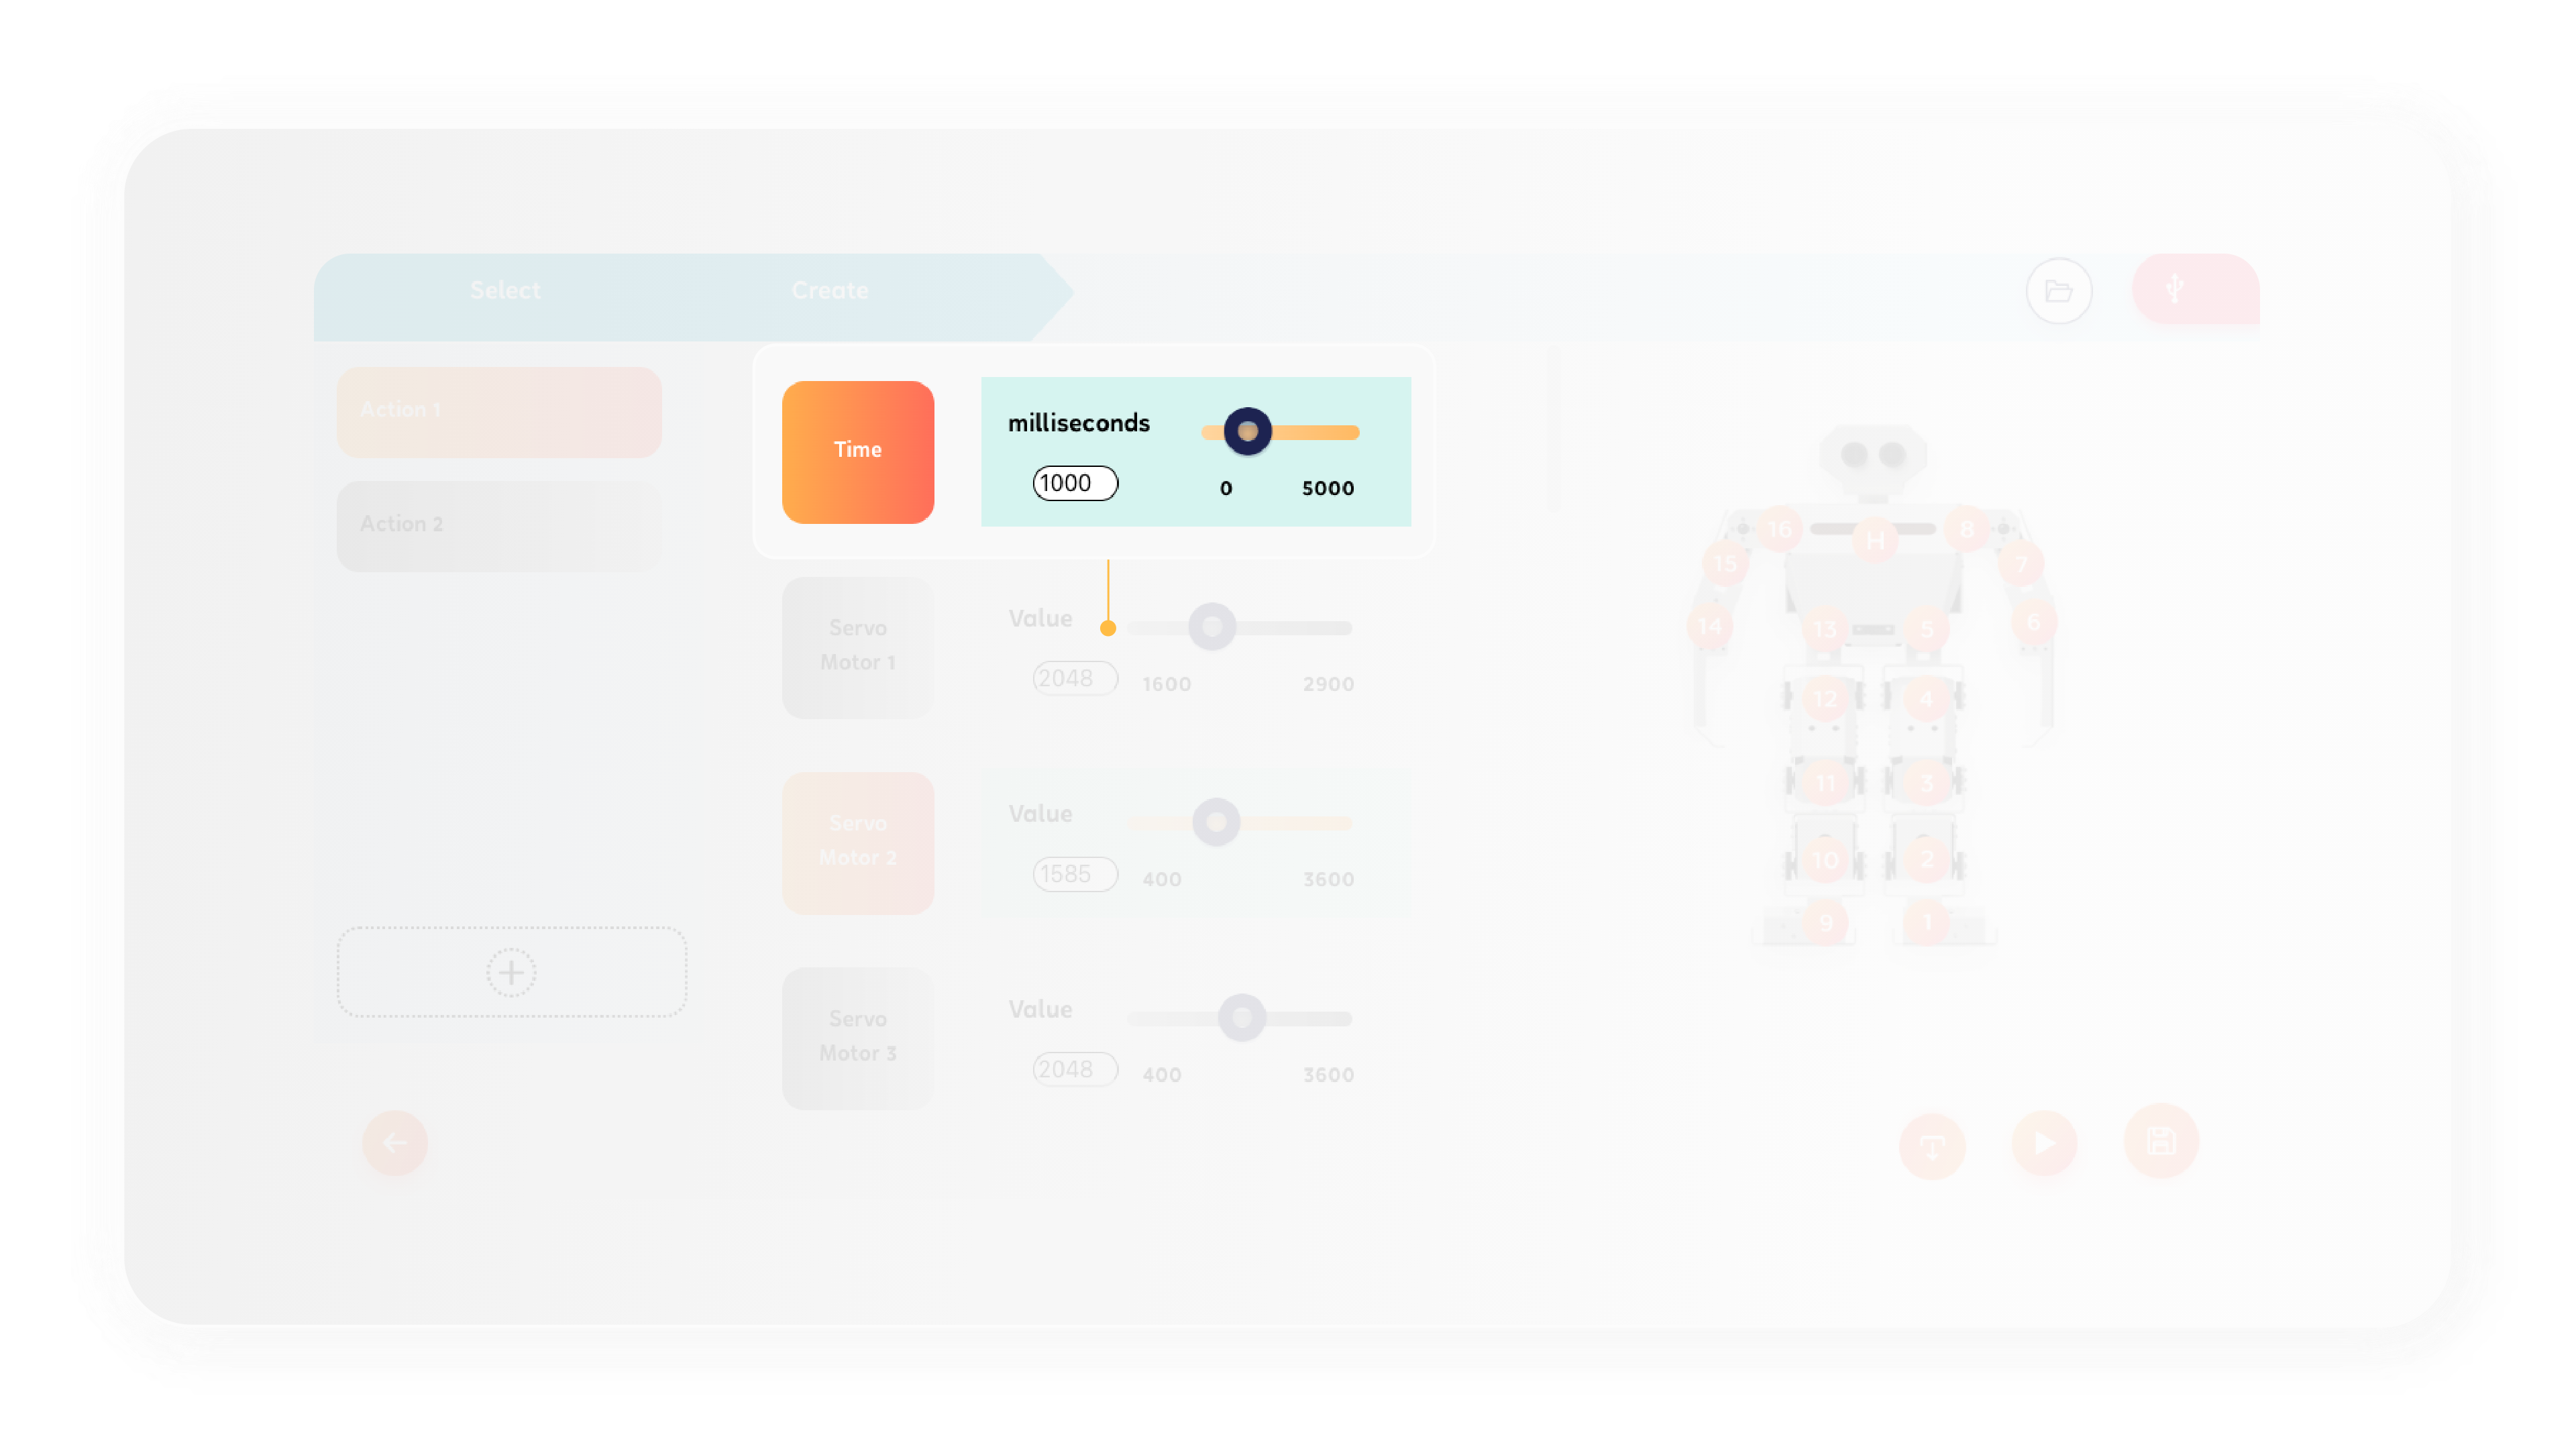 Select
Create
Action 1
Action 2
Time
milliseconds
1000
0
5000
Servo
Motor 1
Value
2048
1600
2900
Servo
Motor 2
Value
1585
400
3600
Servo
Motor 3
Value
2048
400
3600
16
H
8
15
7
14
13
5
6
12
4
11
3
10
2
9
1